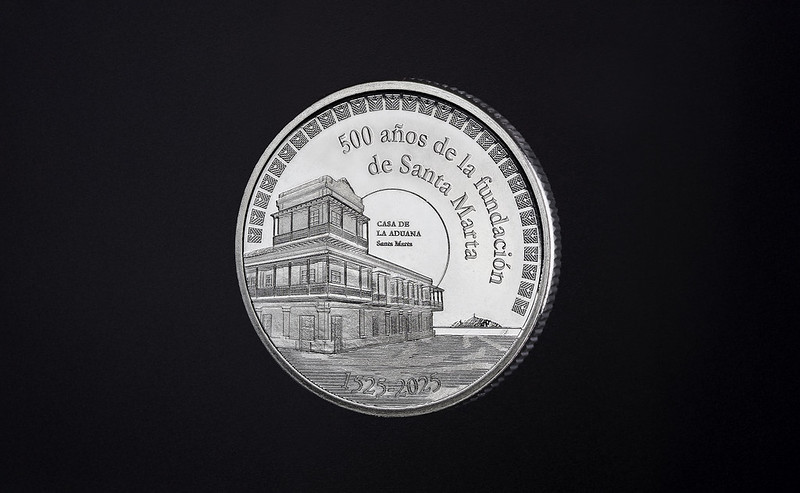 500 años de la fundación
de Santa Marta
CASA DE
LA ADUANA
Santa Marta
1525-2025